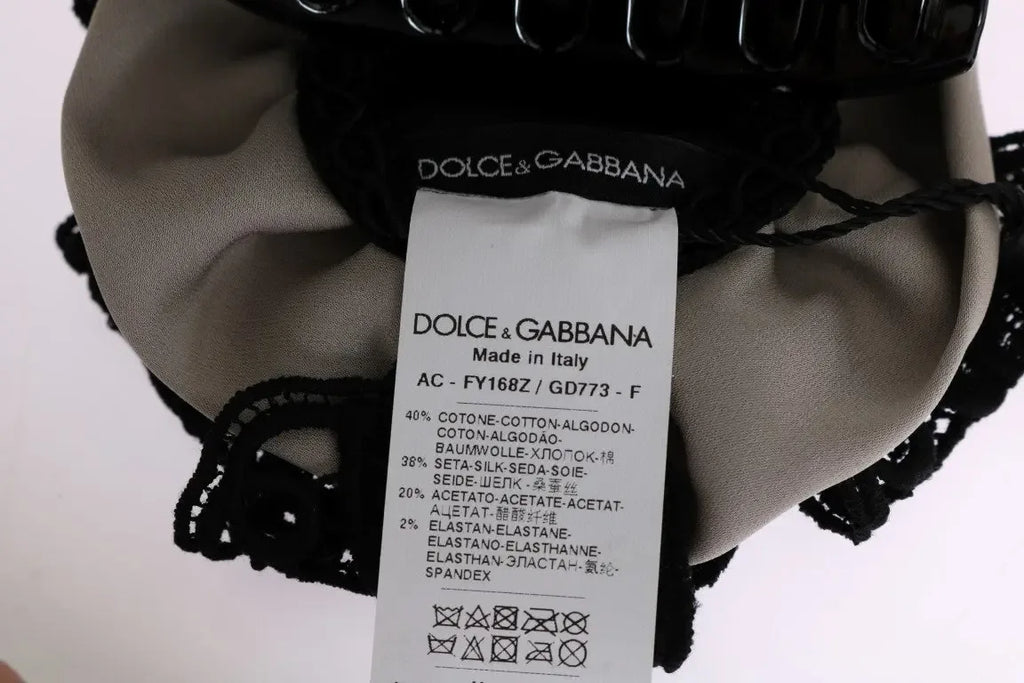 DOLCE & GABBANA
DOLCE & GABBANA
Made in Italy
AC - FY168Z / GD773 - F
40% COTONE-COTTON-ALGODON-
COTON-ALGODÃO-
BAUMWOLLE-ХЛОПОК-棉
38% SETA-SILK-SEDA-SOIE-
SEIDE-ШЕЛК-桑蚕丝
20% ACETATO-ACETATE-ACETAT-
АЦЕТАТ-醋酸纤维
2% ELASTAN-ELASTANE-
ELASTANO-ELASTHANNE-
ELASTHAN-ЭЛАСТАН-氨纶-
SPANDEX